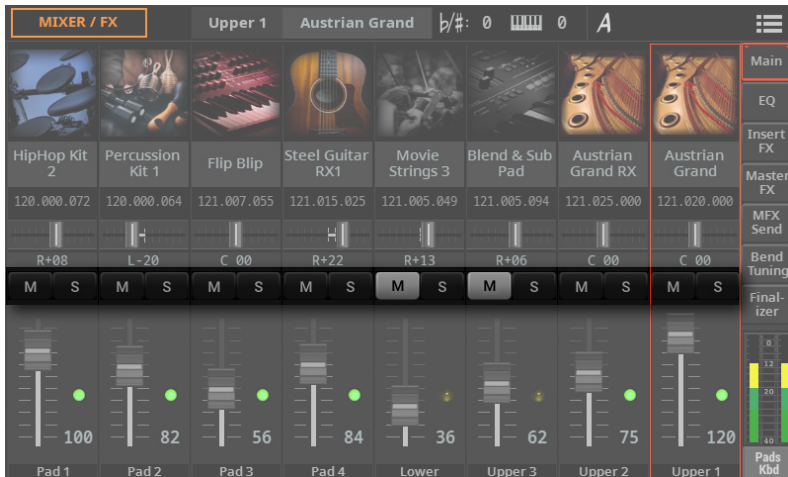 MIXER / FX
Upper 1
Austrian Grand
♭/♯: 0
0
A
HipHop Kit
2
Percussion
Kit 1
Flip Blip
Steel Guitar
RX1
Movie
Strings 3
Blend & Sub
Pad
Austrian
Grand RX
Austrian
Grand
120.000.072 120.000.064 121.007.055 121.015.025 121.005.049 121.005.094 121.025.000 121.020.000
R+08 L-20 C 00 R+22 R+13 R+06 C 00 C 00
M S M S M S M S M S M S M S M S
100 82 56 84 36 62 75 120
Pad 1 Pad 2 Pad 3 Pad 4 Lower Upper 3 Upper 2 Upper 1
Main
EQ
Insert
FX
Master
FX
MFX
Send
Bend
Tuning
Final-
izer
0
12
20
40
Pads
Kbd